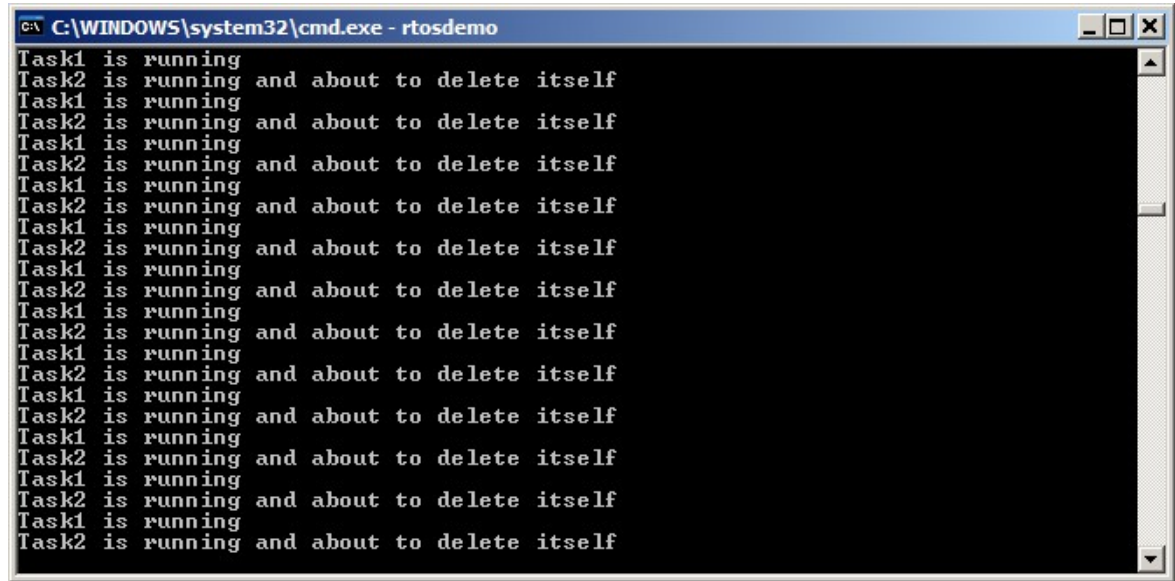 C:\WINDOWS\system32\cmd.exe - rtosdemo
Task1 is running
Task2 is running and about to delete itself
Task1 is running
Task2 is running and about to delete itself
Task1 is running
Task2 is running and about to delete itself
Task1 is running
Task2 is running and about to delete itself
Task1 is running
Task2 is running and about to delete itself
Task1 is running
Task2 is running and about to delete itself
Task1 is running
Task2 is running and about to delete itself
Task1 is running
Task2 is running and about to delete itself
Task1 is running
Task2 is running and about to delete itself
Task1 is running
Task2 is running and about to delete itself
Task1 is running
Task2 is running and about to delete itself
Task1 is running
Task2 is running and about to delete itself